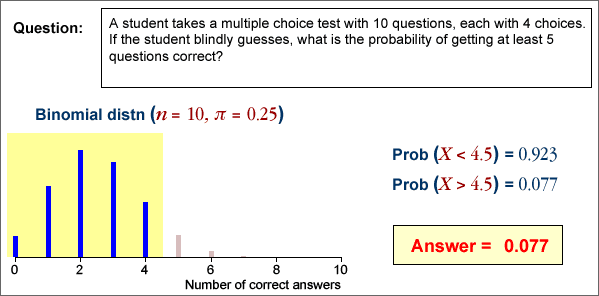 Question:
A student takes a multiple choice test with 10 questions, each with 4 choices.
If the student blindly guesses, what is the probability of getting at least 5
questions correct?
Binomial distn (n = 10, π = 0.25)
Prob (X < 4.5) = 0.923
Prob (X > 4.5) = 0.077
Answer = 0.077
0 2 4 6 8 10
Number of correct answers